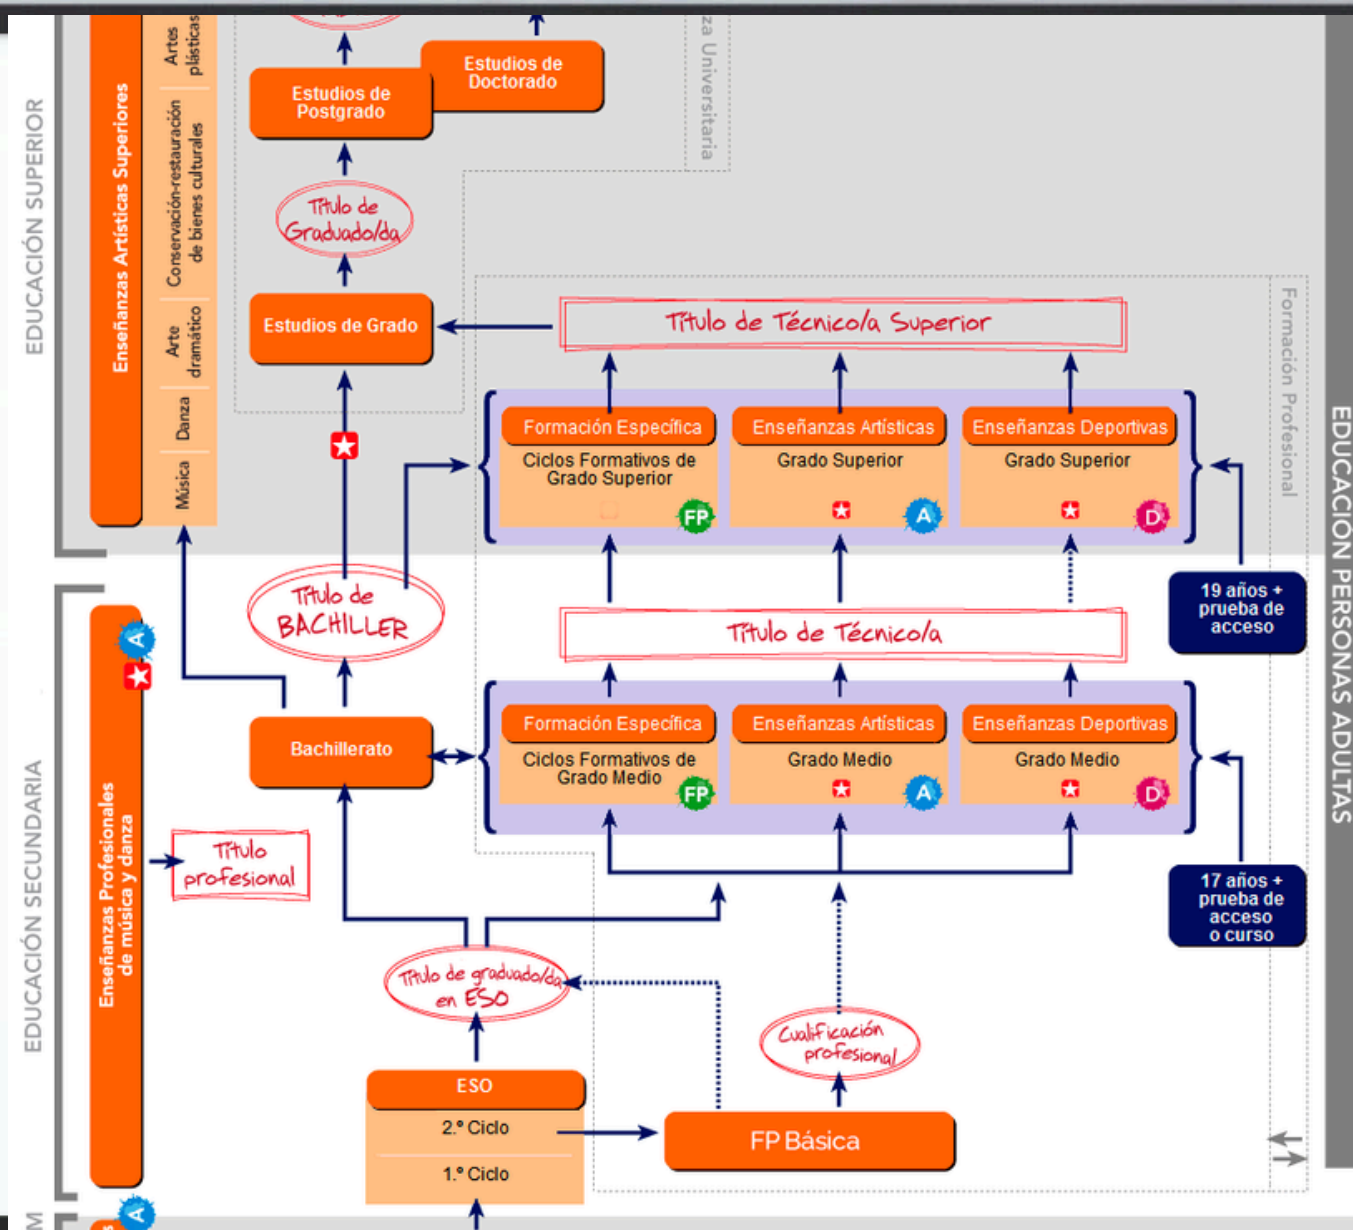 EDUCACIÓN SUPERIOR
Enseñanzas Artísticas Superiores
Artes
plásticas
Conservación-restauración
de bienes culturales
Arte
dramático
Danza
Música
Estudios de
Postgrado
Estudios de
Doctorado
za Universitaria
Título de
Graduado/da
Estudios de Grado
Título de Técnico/a Superior
Formación Profesional
EDUCACIÓN PERSONAS ADULTAS
Formación Específica
Ciclos Formativos de
Grado Superior
FP
Enseñanzas Artísticas
Grado Superior
A
Enseñanzas Deportivas
Grado Superior
D
19 años +
prueba de
acceso
Título de
BACHILLER
Título de Técnico/a
EDUCACIÓN SECUNDARIA
Enseñanzas Profesionales
de música y danza
A
Título
profesional
Bachillerato
Formación Específica
Ciclos Formativos de
Grado Medio
FP
Enseñanzas Artísticas
Grado Medio
A
Enseñanzas Deportivas
Grado Medio
D
17 años +
prueba de
acceso
o curso
Título de graduado/da
en ESO
Cualificación
profesional
ESO
2.º Ciclo
1.º Ciclo
FP Básica
A
M